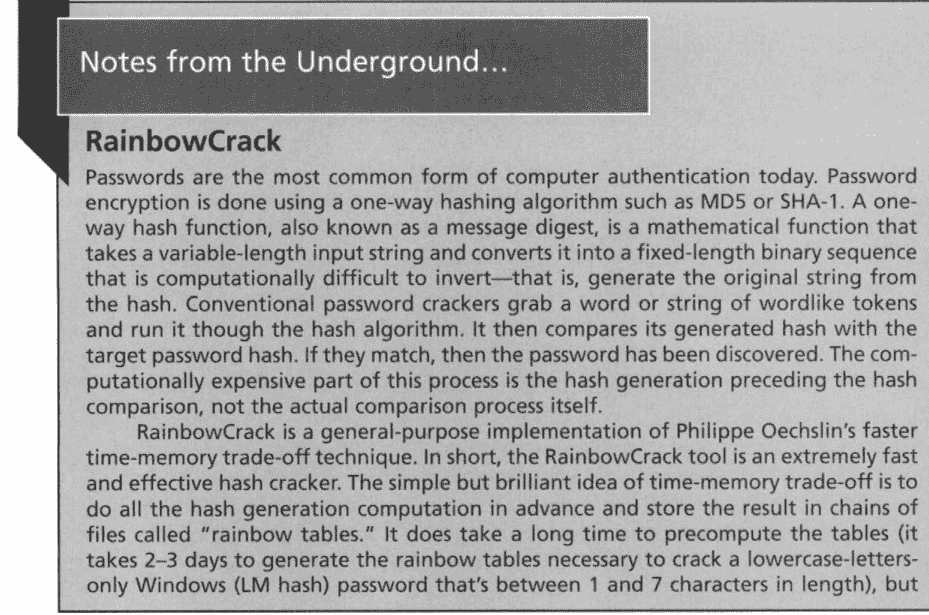 Notes from the Underground...
RainbowCrack
Passwords are the most common form of computer authentication today. Password
encryption is done using a one-way hashing algorithm such as MD5 or SHA-1. A one-
way hash function, also known as a message digest, is a mathematical function that
takes a variable-length input string and converts it into a fixed-length binary sequence
that is computationally difficult to invert—that is, generate the original string from
the hash. Conventional password crackers grab a word or string of wordlike tokens
and run it though the hash algorithm. It then compares its generated hash with the
target password hash. If they match, then the password has been discovered. The com-
putationally expensive part of this process is the hash generation preceding the hash
comparison, not the actual comparison process itself.
RainbowCrack is a general-purpose implementation of Philippe Oechslin's faster
time-memory trade-off technique. In short, the RainbowCrack tool is an extremely fast
and effective hash cracker. The simple but brilliant idea of time-memory trade-off is to
do all the hash generation computation in advance and store the result in chains of
files called "rainbow tables." It does take a long time to precompute the tables (it
takes 2–3 days to generate the rainbow tables necessary to crack a lowercase-letters-
only Windows (LM hash) password that's between 1 and 7 characters in length), but